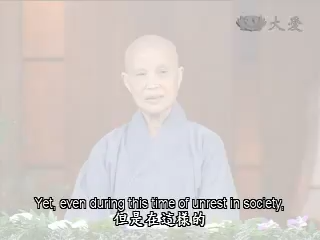 大愛
Yet, even during this time of unrest in society,
但是在這樣的